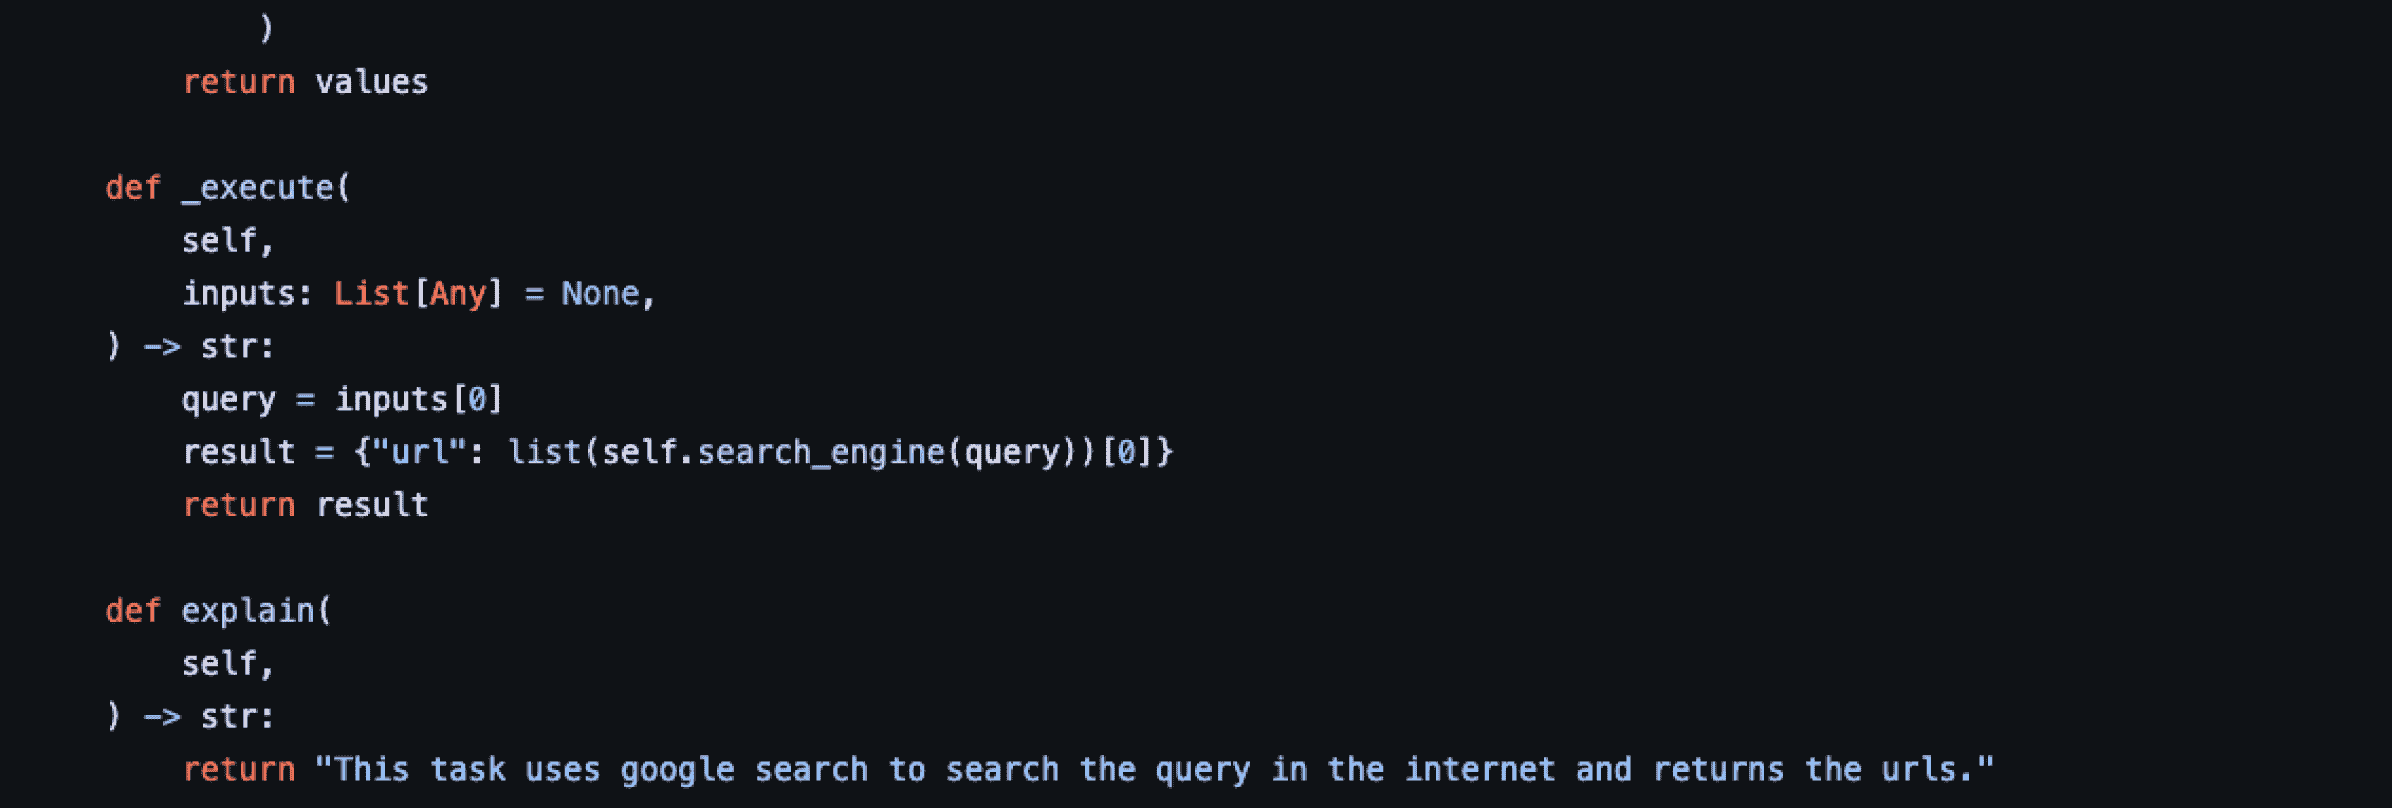 )
return values
def _execute(
self,
inputs: List[Any] = None,
) -> str:
query = inputs[0]
result = {"url": list(self.search_engine(query))[0]}
return result
def explain(
self,
) -> str:
return "This task uses google search to search the query in the internet and returns the urls."